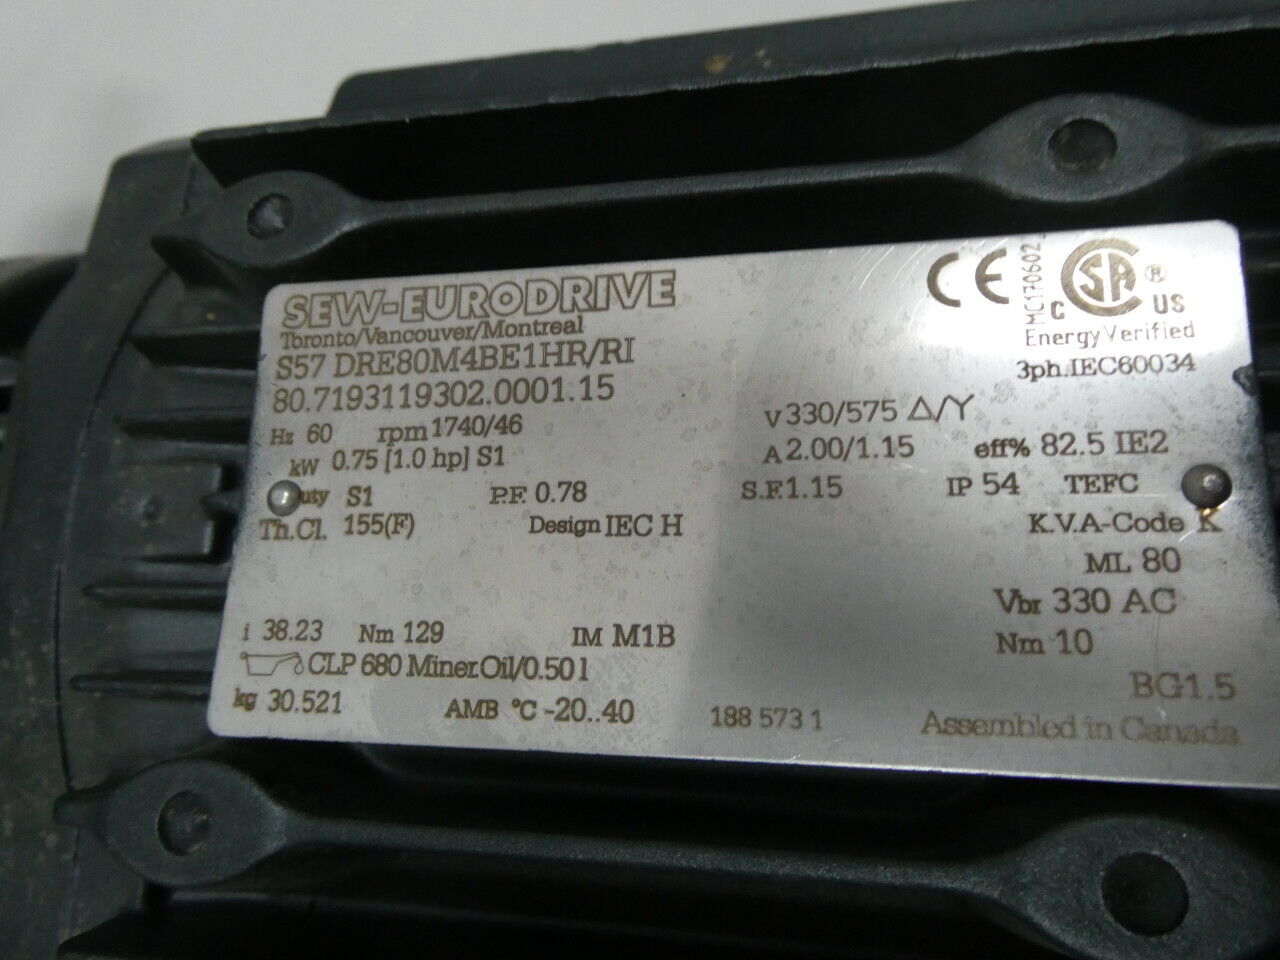 SEW-EURODRIVE
Toronto/Vancouver/Montreal
S57 DRE80M4BE1HR/RI
80.7193119302.0001.15
CE
MC170602
C SA ® US
Energy Verified
3ph.IEC60034
Hz 60 rpm 1740/46 V 330/575 Δ/Y
kW 0.75 [1.0 hp] S1 A 2.00/1.15 eff% 82.5 IE2
uty S1 P.F. 0.78 S.F.1.15 IP 54 TEFC
Th.Cl. 155(F) Design IEC H K.V.A-Code K
ML 80
Vbr 330 AC
i 38.23 Nm 129 IM M1B Nm 10
CLP 680 Miner.Oil/0.50 l
BG1.5
kg 30.521 AMB °C -20..40 188 573 1 Assembled in Canada